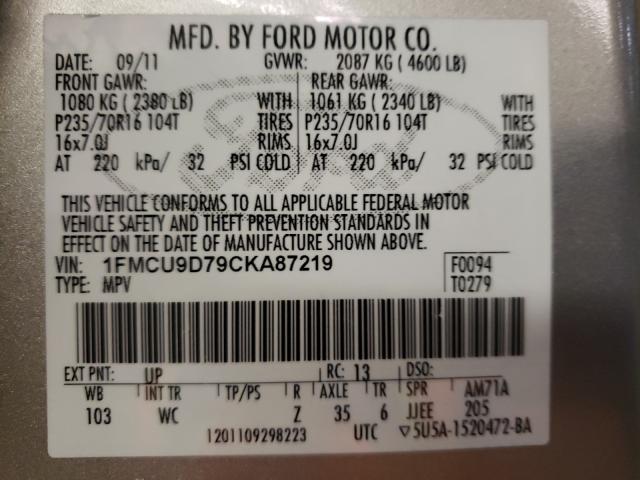 MFD. BY FORD MOTOR CO.
DATE: 09/11 GVWR: 2087 KG ( 4600 LB)
FRONT GAWR: REAR GAWR:
1080 KG ( 2380 LB) WITH 1061 KG ( 2340 LB) WITH
P235/70R16 104T TIRES P235/70R16 104T TIRES
16x7.0J RIMS 16x7.0J RIMS
AT 220 kPa/ 32 PSI COLD AT 220 kPa/ 32 PSI COLD
THIS VEHICLE CONFORMS TO ALL APPLICABLE FEDERAL MOTOR
VEHICLE SAFETY AND THEFT PREVENTION STANDARDS IN
EFFECT ON THE DATE OF MANUFACTURE SHOWN ABOVE.
VIN: 1FMCU9D79CKA87219 F0094
TYPE: MPV T0279
EXT PNT: UP RC: 13 DSO:
WB INT TR TP/PS R AXLE TR SPR AM71A
103 WC Z 35 6 JJEE 205
1201109298223 UTC ▽5U5A-1520472-BA